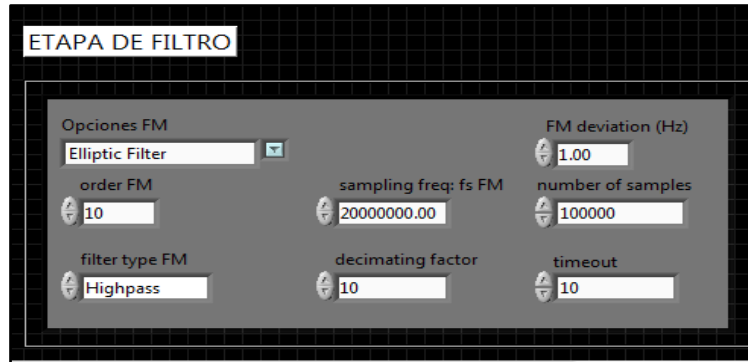 ETAPA DE FILTRO
Opciones FM
Elliptic Filter
FM deviation (Hz)
1.00
order FM
10
sampling freq: fs FM
20000000.00
number of samples
100000
filter type FM
Highpass
decimating factor
10
timeout
10